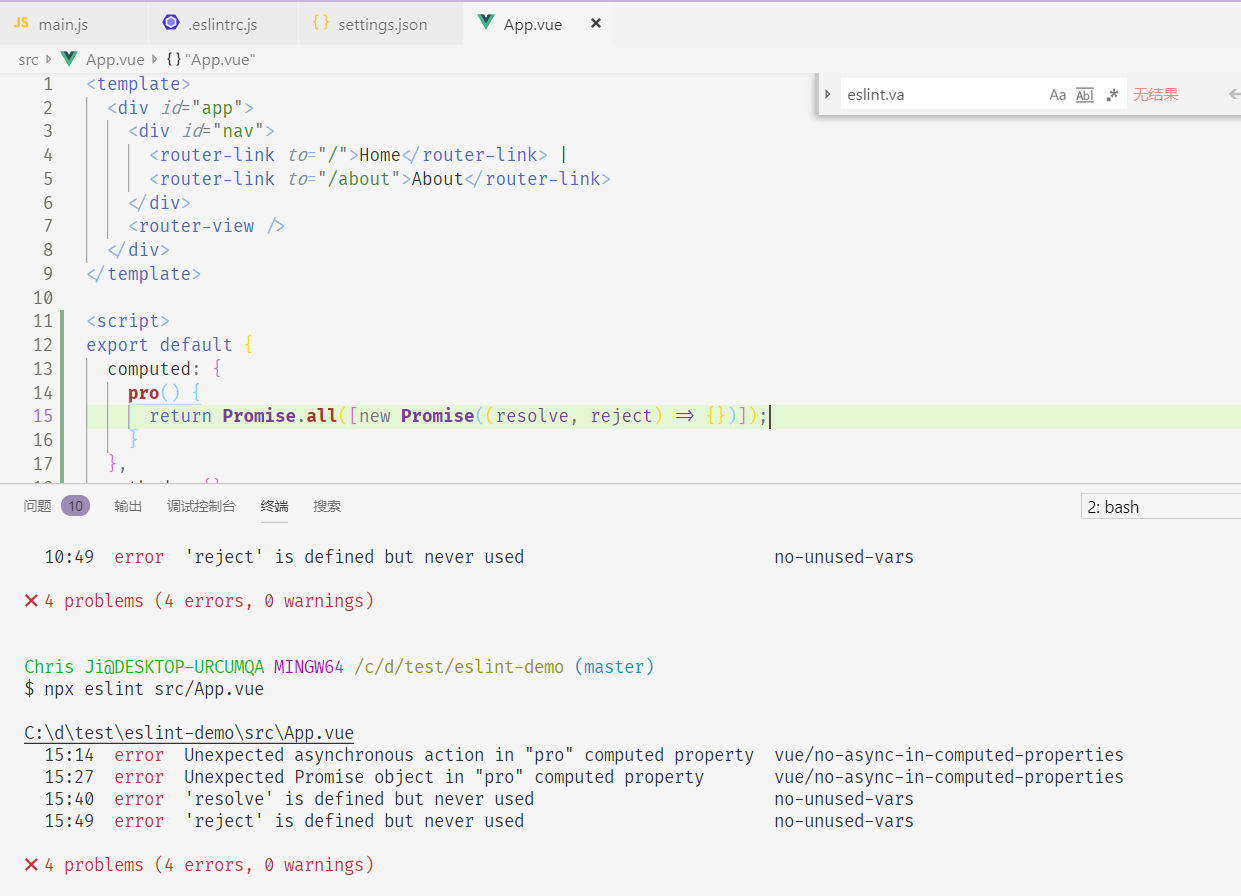 JS main.js .eslintrc.js {} settings.json App.vue ×
src App.vue {} "App.vue"
eslint.va Aa Abl .* 无结果
1 <template>
2 <div id="app">
3 <div id="nav">
4 <router-link to="/">Home</router-link> |
5 <router-link to="/about">About</router-link>
6 </div>
7 <router-view />
8 </div>
9 </template>
10
11 <script>
12 export default {
13 computed: {
14 pro() {
15 return Promise.all([new Promise((resolve, reject) => {})]);
16 }
17 },
问题 10 输出 调试控制台 终端 搜索 2: bash
10:49 error 'reject' is defined but never used no-unused-vars
✕ 4 problems (4 errors, 0 warnings)
Chris Ji@DESKTOP-URCUMQA MINGW64 /c/d/test/eslint-demo (master)
$ npx eslint src/App.vue
C:\d\test\eslint-demo\src\App.vue
15:14 error Unexpected asynchronous action in "pro" computed property vue/no-async-in-computed-properties
15:27 error Unexpected Promise object in "pro" computed property vue/no-async-in-computed-properties
15:40 error 'resolve' is defined but never used no-unused-vars
15:49 error 'reject' is defined but never used no-unused-vars
✕ 4 problems (4 errors, 0 warnings)